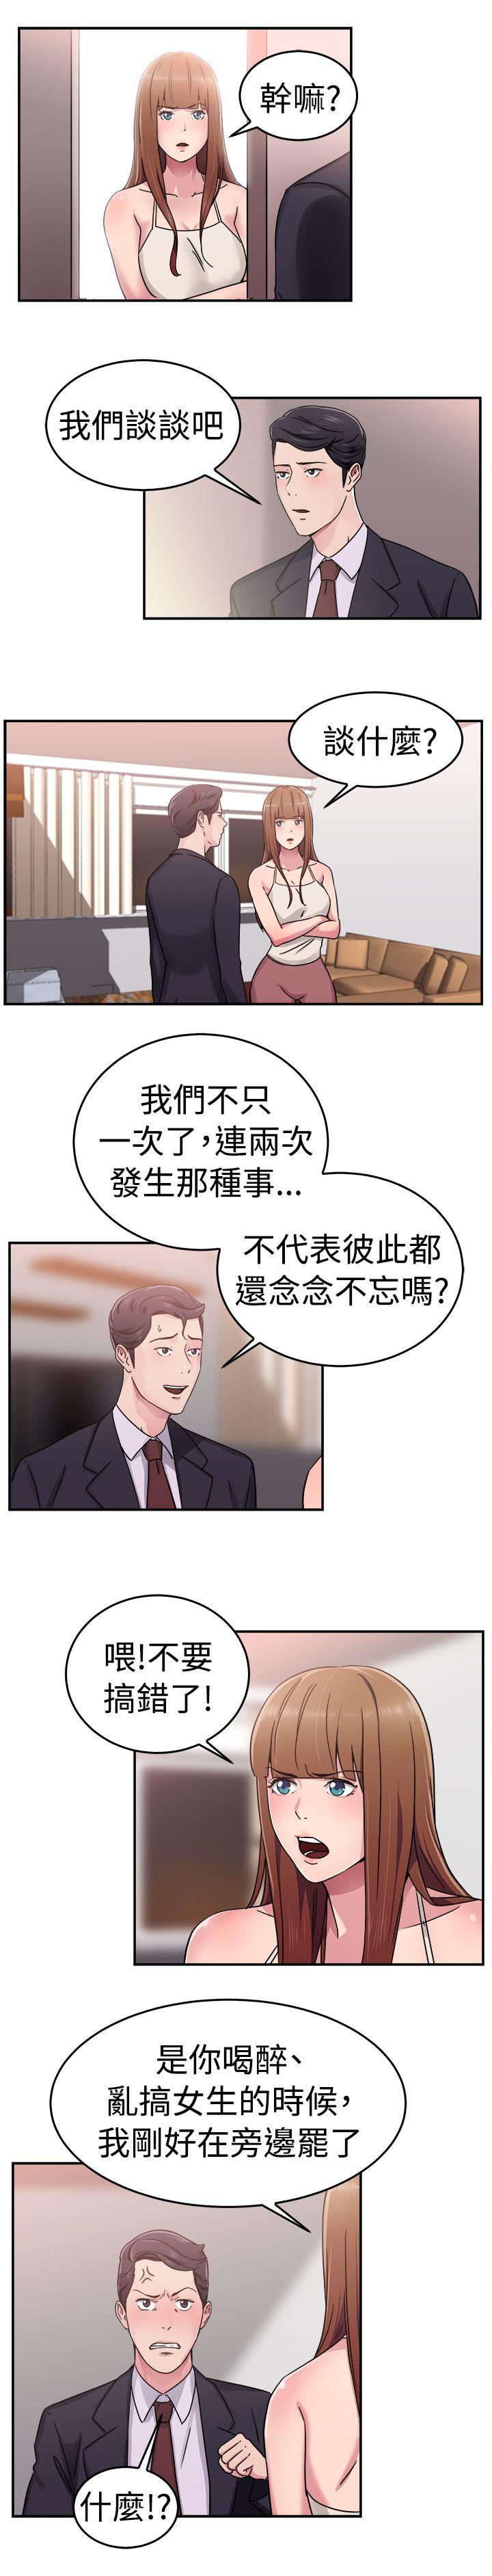 幹嘛?
我們談談吧
談什麼?
我們不只
一次了,連兩次
發生那種事...
不代表彼此都
還念念不忘嗎?
喂!不要
搞錯了!
是你喝醉、
亂搞女生的時候,
我剛好在旁邊罷了
什麼!?